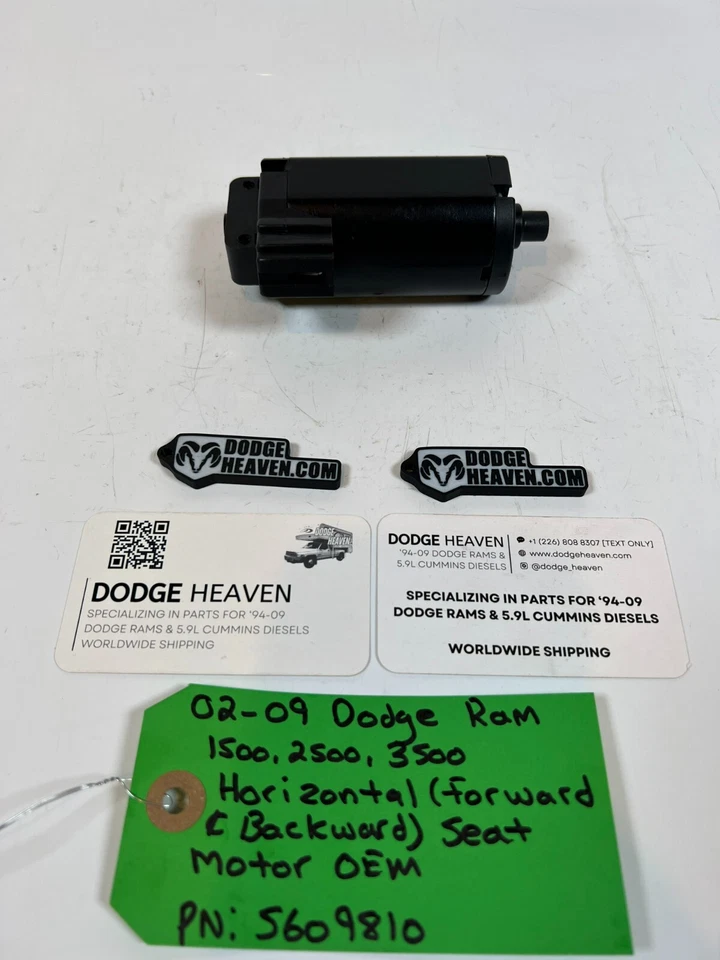 DODGE
HEAVEN.COM
DODGE
HEAVEN.COM
DODGE
HEAVEN
DODGE HEAVEN
SPECIALIZING IN PARTS FOR '94-09
DODGE RAMS & 5.9L CUMMINS DIESELS
WORLDWIDE SHIPPING
DODGE HEAVEN
'94-09 DODGE RAMS &
5.9L CUMMINS DIESELS
+1 (226) 808 8307 [TEXT ONLY]
www.dodgeheaven.com
@dodge_heaven
SPECIALIZING IN PARTS FOR '94-09
DODGE RAMS & 5.9L CUMMINS DIESELS
WORLDWIDE SHIPPING
02-09 Dodge Ram
1500, 2500, 3500
Horizontal (forward
& Backward) Seat
Motor OEM
PN: 5609810